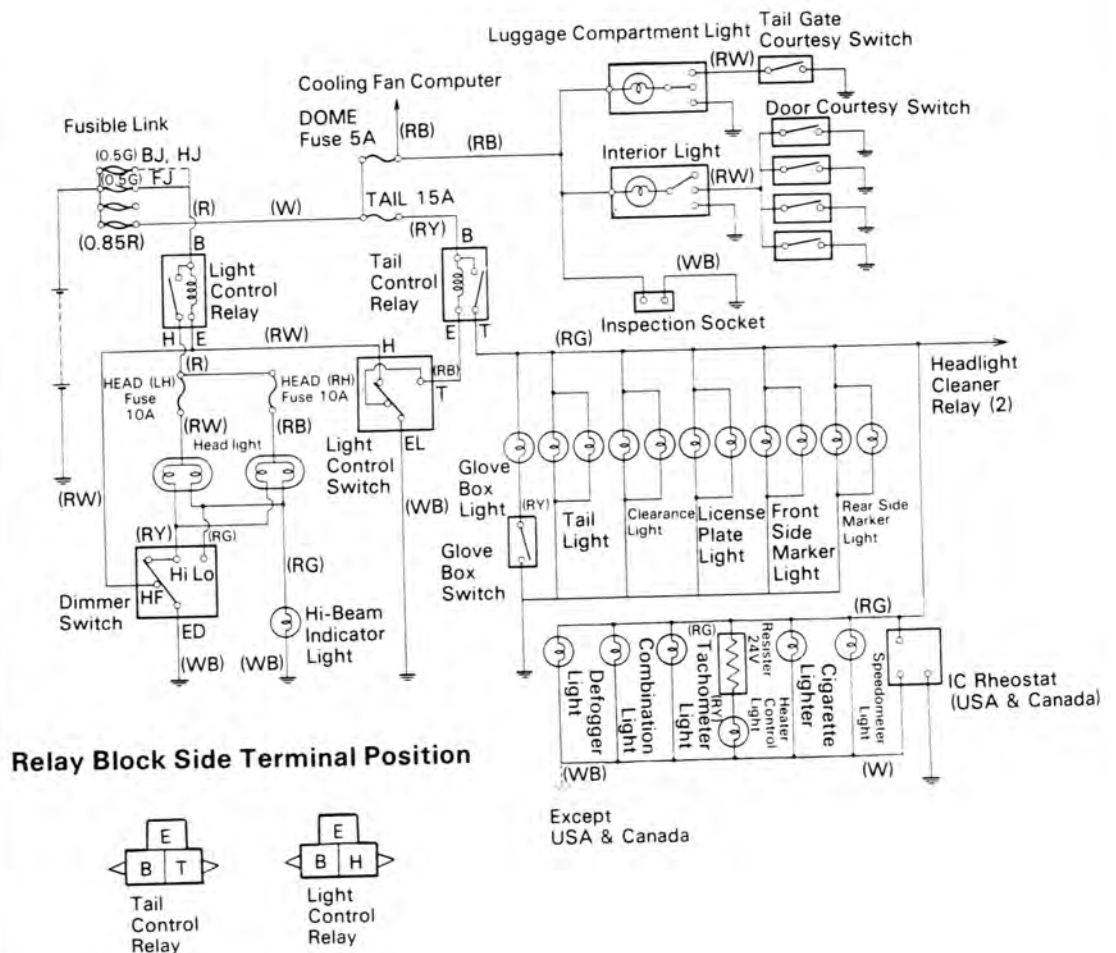 Luggage Compartment Light
Tail Gate
Courtesy Switch
(RW)
Cooling Fan Computer
DOME
Fuse 5A
(RB)
(RB)
Door Courtesy Switch
Fusible Link
(0.5G) BJ, HJ
(0.5G) FJ
Interior Light
(RW)
(R)
(W)
TAIL 15A
(0.85R)
(RY)
B
B
Light
Control
Relay
Tail
Control
Relay
(WB)
Inspection Socket
H
E
(RW)
H
E
T
(RG)
(R)
HEAD (LH)
Fuse
10A
HEAD (RH)
Fuse 10A
(RB)
T
Headlight
Cleaner
Relay (2)
(RW)
(RB)
Head light
EL
Light
Control
Switch
Glove
Box
Light
(RY)
(RW)
(WB)
Tail
Light
Clearance
Light
License
Plate
Light
Front
Side
Marker
Light
Rear Side
Marker
Light
(RY)
(RG)
Hi Lo
HF
(RG)
Glove
Box
Switch
Dimmer
Switch
ED
Hi-Beam
Indicator
Light
(RG)
(WB)
(WB)
Defogger
Light
Combination
Light
Tachometer
Light
(RG)
Resister
24V
(RY)
Heater
Control
Light
Cigarette
Lighter
Speedometer
Light
IC Rheostat
(USA & Canada)
(WB)
(W)
Except
USA & Canada
Relay Block Side Terminal Position
E
B T
Tail
Control
Relay
E
B H
Light
Control
Relay